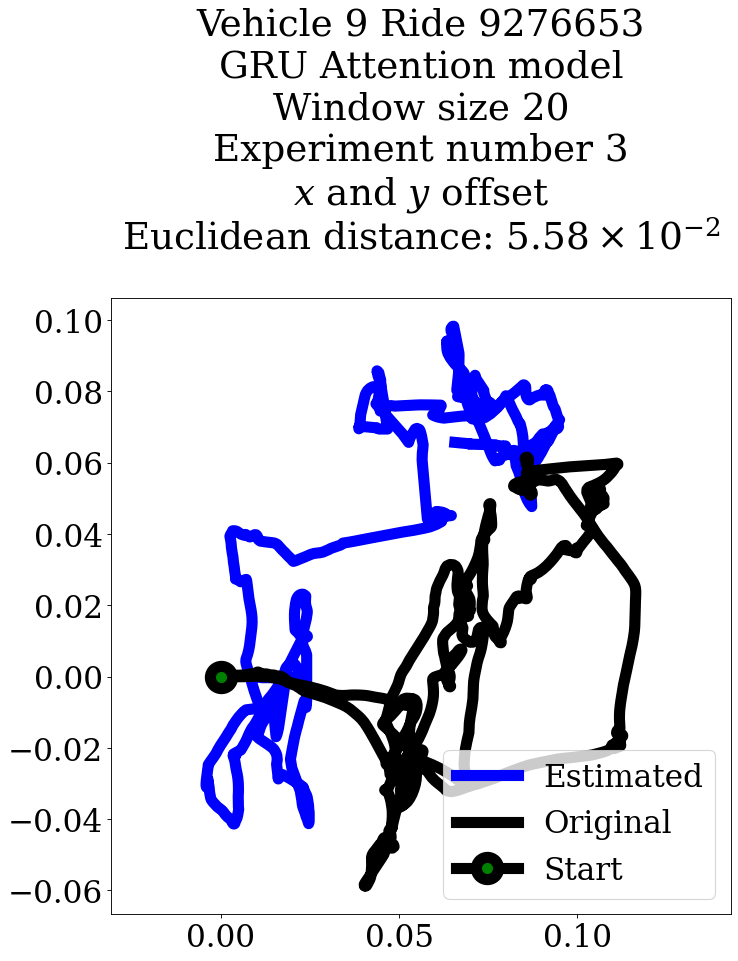 Vehicle 9 Ride 9276653
GRU Attention model
Window size 20
Experiment number 3
x and y offset
Euclidean distance: 5.58 × 10⁻²
0.10
0.08
0.06
0.04
0.02
0.00
−0.02
−0.04
−0.06
Estimated
Original
Start
0.00 0.05 0.10